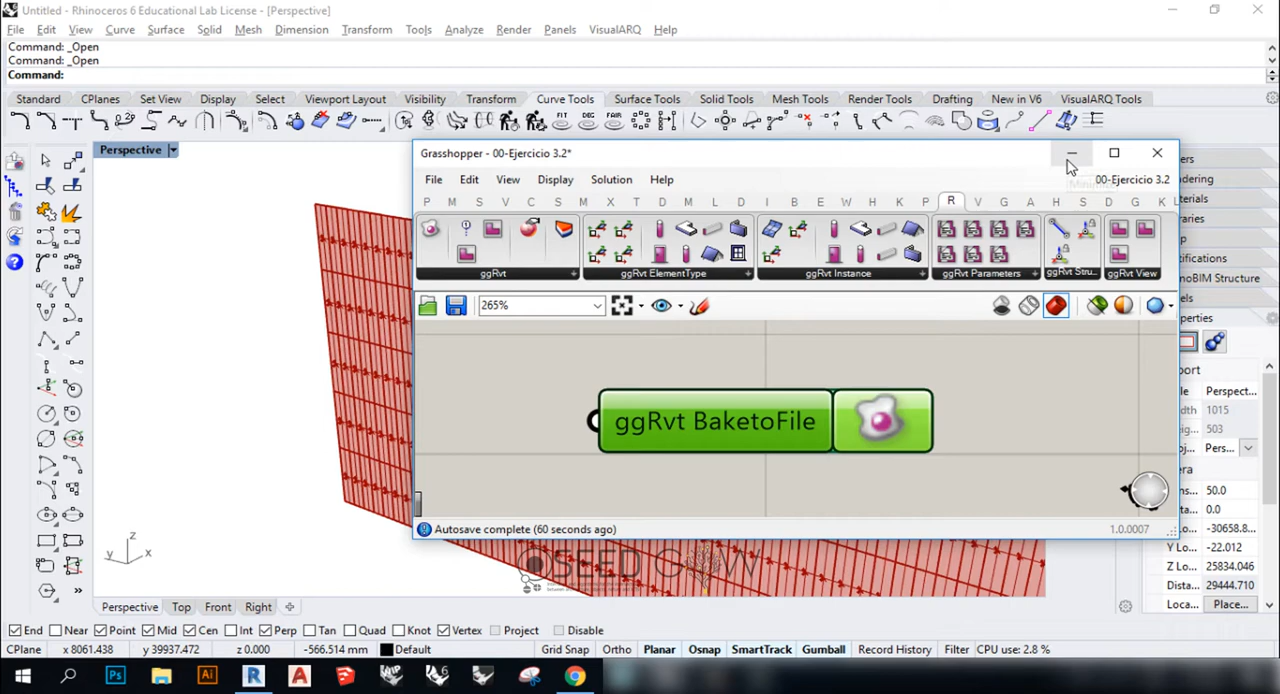 Untitled - Rhinoceros 6 Educational Lab License - [Perspective]
File Edit View Curve Surface Solid Mesh Dimension Transform Tools Analyze Render Panels VisualARQ Help
Command: _Open
Command: _Open
Command:
Standard CPlanes Set View Display Select Viewport Layout Visibility Transform Curve Tools Surface Tools Solid Tools Mesh Tools Render Tools Drafting New in V6 VisualARQ Tools
Perspective
Grasshopper - 00-Ejercicio 3.2*
File Edit View Display Solution Help 00-Ejercicio 3.2
P M S V C M I X T D M L D I B E W H K P R V G A H S D G K L
ggRvt ggRvt ElementType ggRvt Instance ggRvt Parameters ggRvt Stru... ggRvt View
265%
ggRvt BaketoFile
Autosave complete (60 seconds ago) 1.0.0007
Perspec...
1015
503
Pers...
50.0
0.0
-30658.8...
-22.012
25834.046
29444.710
Place...
z
y x
Perspective Top Front Right
End Near Point Mid Cen Int Perp Tan Quad Knot Vertex Project Disable
CPlane x 8061.438 y 39937.472 z 0.000 -566.514 mm Default Grid Snap Ortho Planar Osnap SmartTrack Gumball Record History Filter CPU use: 2.8 %